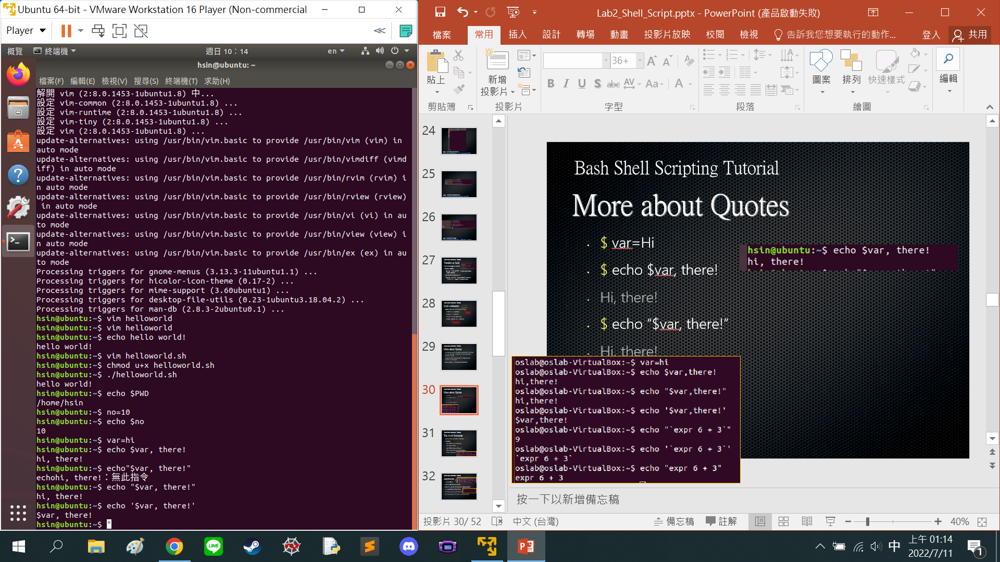 Ubuntu 64-bit - VMware Workstation 16 Player (Non-commercial
Player
概覽 終端機 週日 10：14 en
hsin@ubuntu: ~
檔案(F) 編輯(E) 檢視(V) 搜尋(S) 終端機(T) 求助(H)
解開 vim (2:8.0.1453-1ubuntu1.8) 中...
設定 vim-common (2:8.0.1453-1ubuntu1.8) ...
設定 vim-runtime (2:8.0.1453-1ubuntu1.8) ...
設定 vim-tiny (2:8.0.1453-1ubuntu1.8) ...
設定 vim (2:8.0.1453-1ubuntu1.8) ...
update-alternatives: using /usr/bin/vim.basic to provide /usr/bin/vim (vim) in
auto mode
update-alternatives: using /usr/bin/vim.basic to provide /usr/bin/vimdiff (vimd
iff) in auto mode
update-alternatives: using /usr/bin/vim.basic to provide /usr/bin/rvim (rvim) i
n auto mode
update-alternatives: using /usr/bin/vim.basic to provide /usr/bin/rview (rview)
 in auto mode
update-alternatives: using /usr/bin/vim.basic to provide /usr/bin/vi (vi) in au
to mode
update-alternatives: using /usr/bin/vim.basic to provide /usr/bin/view (view) i
n auto mode
update-alternatives: using /usr/bin/vim.basic to provide /usr/bin/ex (ex) in au
to mode
Processing triggers for gnome-menus (3.13.3-11ubuntu1.1) ...
Processing triggers for hicolor-icon-theme (0.17-2) ...
Processing triggers for mime-support (3.60ubuntu1) ...
Processing triggers for desktop-file-utils (0.23-1ubuntu3.18.04.2) ...
Processing triggers for man-db (2.8.3-2ubuntu0.1) ...
hsin@ubuntu:~$ vim helloworld
hsin@ubuntu:~$ vim helloworld
hsin@ubuntu:~$ echo hello world!
hello world!
hsin@ubuntu:~$ vim helloworld.sh
hsin@ubuntu:~$ chmod u+x helloworld.sh
hsin@ubuntu:~$ ./helloworld.sh
hello world!
hsin@ubuntu:~$ echo $PWD
/home/hsin
hsin@ubuntu:~$ no=10
hsin@ubuntu:~$ echo $no
10
hsin@ubuntu:~$ var=hi
hsin@ubuntu:~$ echo $var, there!
hi, there!
hsin@ubuntu:~$ echo"$var, there!"
echohi, there!：無此指令
hsin@ubuntu:~$ echo "$var, there!"
hi, there!
hsin@ubuntu:~$ echo '$var, there!'
$var, there!
hsin@ubuntu:~$ "
Lab2_Shell_Script.pptx - PowerPoint (產品啟動失敗)
檔案 常用 插入 設計 轉場 動畫 投影片放映 校閱 檢視 告訴我您想要執行的動作... 登入 共用
貼上
新增
投影片
36+
B I U S abc AV Aa A
圖案 排列 快速樣式 編輯
剪貼簿 投影片 字型 段落 繪圖
24
25
26
27
28
29
30
31
32
Bash Shell Scripting Tutorial
More about Quotes
$ var=Hi
$ echo $var, there!
Hi, there!
$ echo “$var, there!”
Hi, there!
hsin@ubuntu:~$ echo $var, there!
hi, there!
oslab@oslab-VirtualBox:~$ var=hi
oslab@oslab-VirtualBox:~$ echo $var,there!
hi,there!
oslab@oslab-VirtualBox:~$ echo "$var,there!"
hi,there!
oslab@oslab-VirtualBox:~$ echo '$var,there!'
$var,there!
oslab@oslab-VirtualBox:~$ echo "`expr 6 + 3`"
9
oslab@oslab-VirtualBox:~$ echo '`expr 6 + 3`'
`expr 6 + 3`
oslab@oslab-VirtualBox:~$ echo "expr 6 + 3"
expr 6 + 3
按一下以新增備忘稿
投影片 30/ 52 中文 (台灣) 備忘稿 註解 40%
LINE
中
上午 01:14
2022/7/11
1